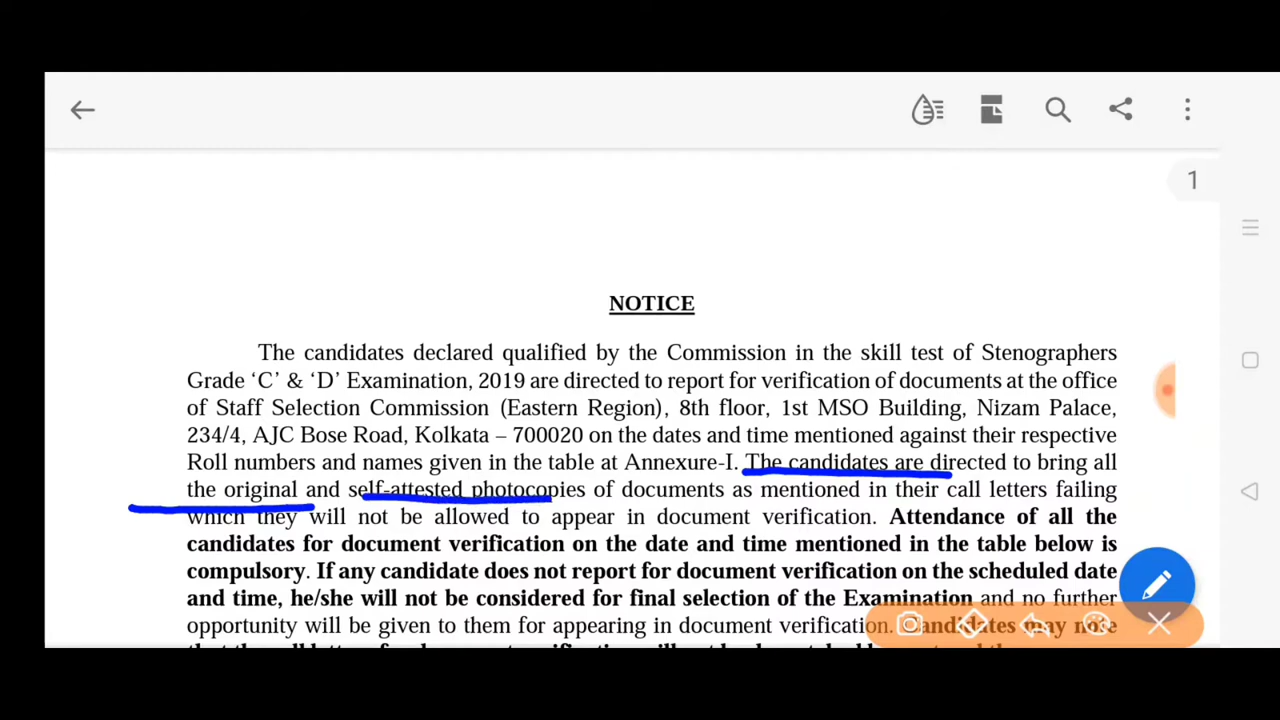 1
NOTICE
The candidates declared qualified by the Commission in the skill test of Stenographers
Grade ‘C’ & ‘D’ Examination, 2019 are directed to report for verification of documents at the office
of Staff Selection Commission (Eastern Region), 8th floor, 1st MSO Building, Nizam Palace,
234/4, AJC Bose Road, Kolkata – 700020 on the dates and time mentioned against their respective
Roll numbers and names given in the table at Annexure-I. The candidates are directed to bring all
the original and self-attested photocopies of documents as mentioned in their call letters failing
which they will not be allowed to appear in document verification. Attendance of all the
candidates for document verification on the date and time mentioned in the table below is
compulsory. If any candidate does not report for document verification on the scheduled date
and time, he/she will not be considered for final selection of the Examination and no further
opportunity will be given to them for appearing in document verification. Candidates may note